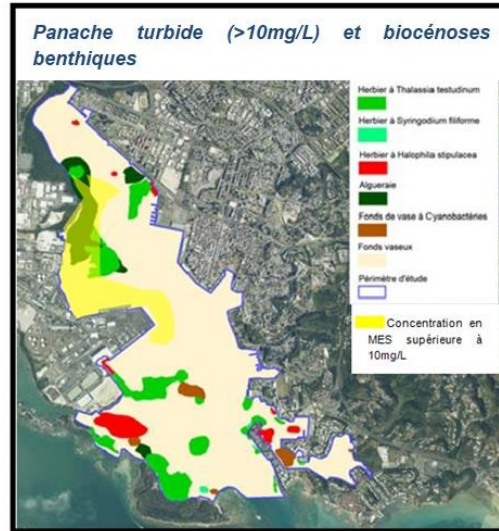 Panache turbide (>10mg/L) et biocénoses
benthiques
Herbier à Thalassia testudinum
Herbier à Syringodium filiforme
Herbier à Halophila stipulacea
Algueraie
Fonds de vase à Cyanobactéries
Fonds vaseux
Périmètre d'étude
Concentration en
MES supérieure à
10mg/L